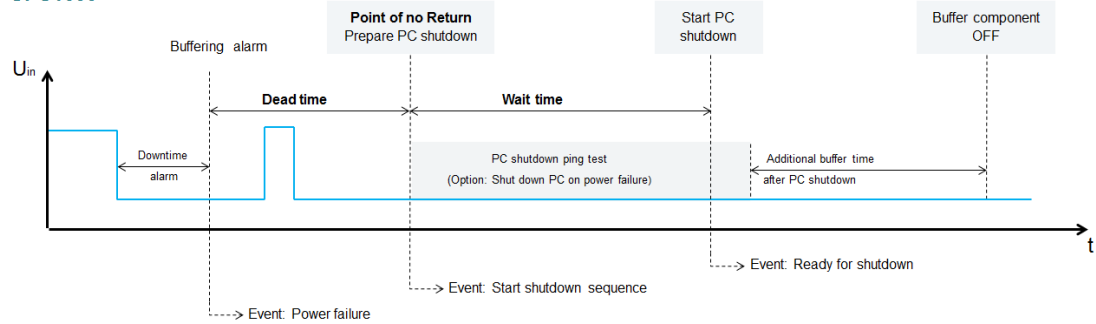 Point of no Return
Prepare PC shutdown
Start PC
shutdown
Buffer component
OFF
Buffering alarm
Uin
Dead time
Wait time
Downtime
alarm
PC shutdown ping test
(Option: Shut down PC on power failure)
Additional buffer time
after PC shutdown
t
Event: Ready for shutdown
Event: Start shutdown sequence
Event: Power failure